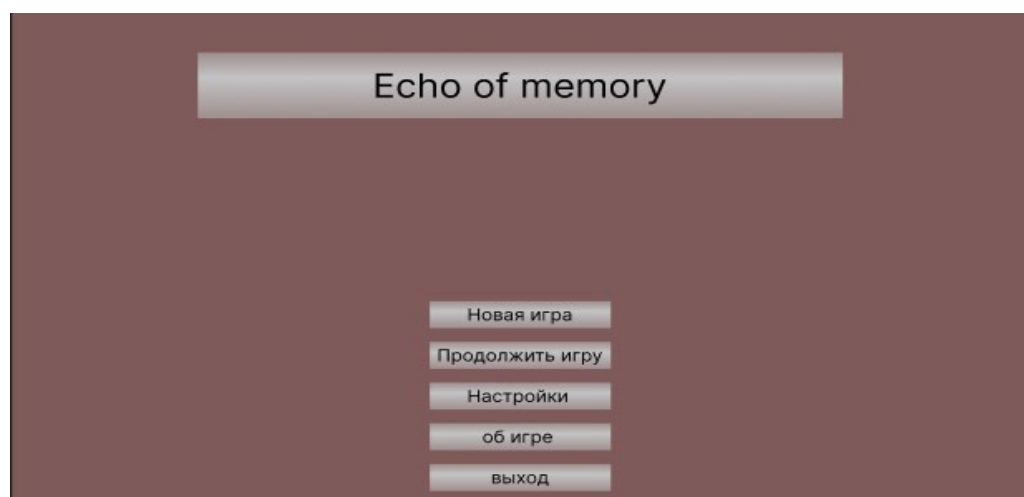 Echo of memory
Новая игра
Продолжить игру
Настройки
об игре
выход